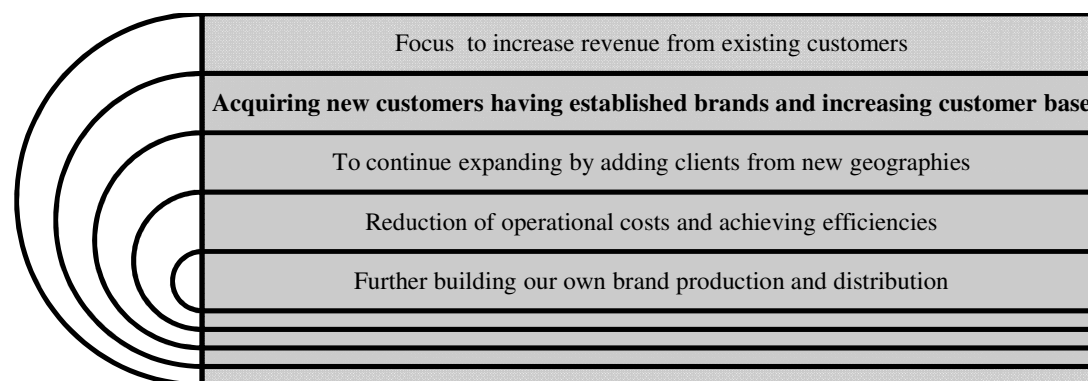 Focus to increase revenue from existing customers
Acquiring new customers having established brands and increasing customer base
To continue expanding by adding clients from new geographies
Reduction of operational costs and achieving efficiencies
Further building our own brand production and distribution